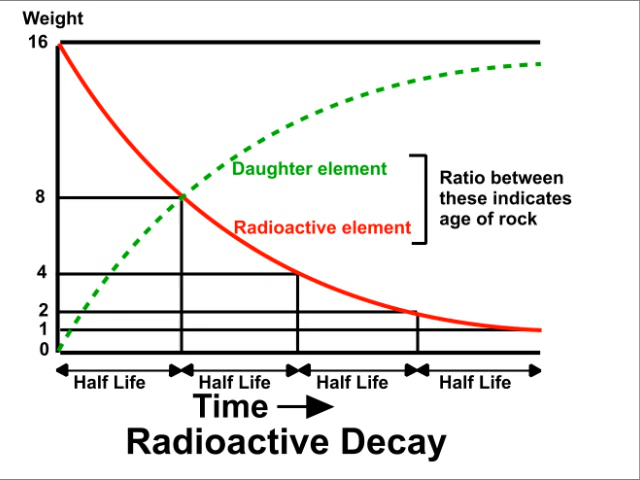 Weight
16
Daughter element
Ratio between
these indicates
age of rock
8
Radioactive element
4
2
1
0
Half Life
Half Life
Half Life
Half Life
Time
Radioactive Decay